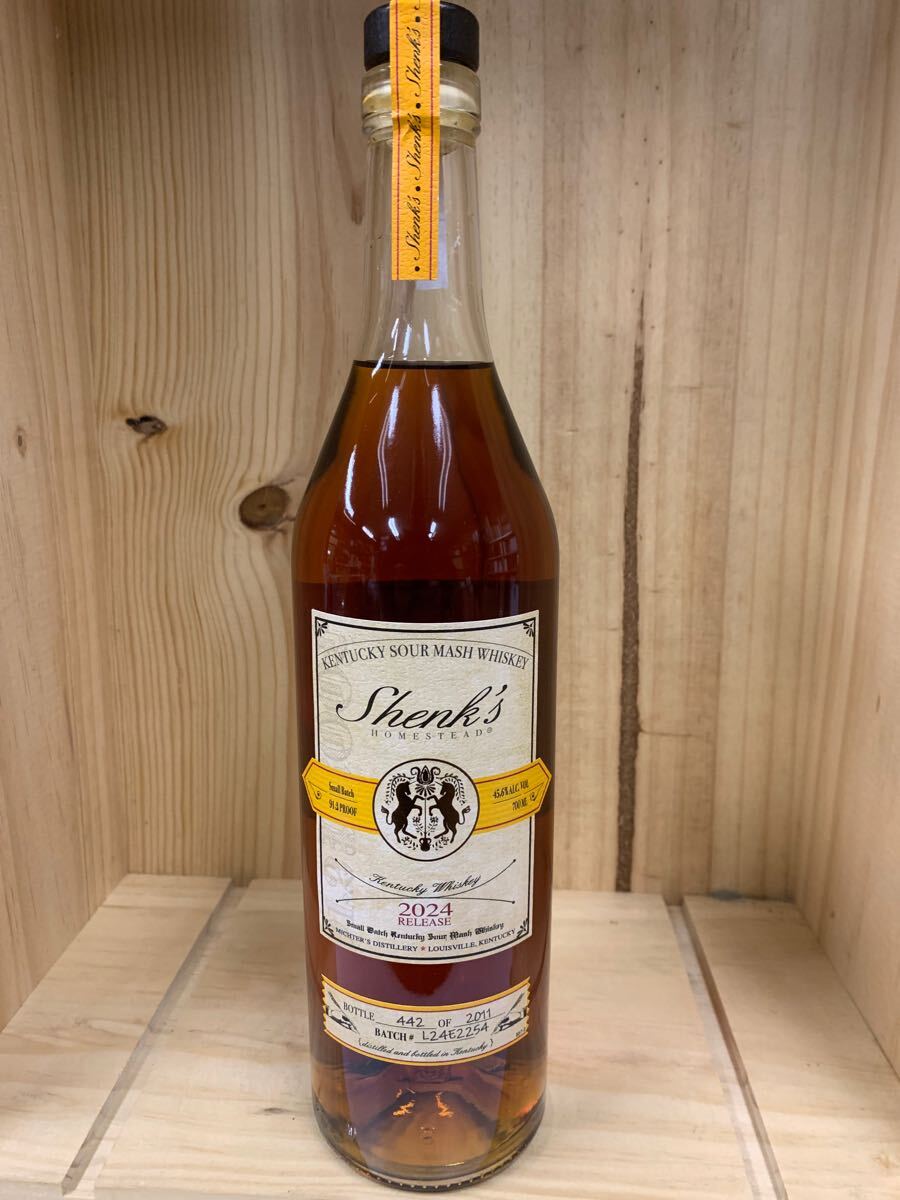 • Shenk's • Shenk's • Shenk's •
KENTUCKY SOUR MASH WHISKEY
Shenk's
HOMESTEAD®
Small Batch
91.2 PROOF
45.6% ALC. VOL
700 ML
Kentucky Whiskey
2024
RELEASE
Small Batch Kentucky Sour Mash Whiskey
MICHTER'S DISTILLERY ★ LOUISVILLE, KENTUCKY
BOTTLE 442 OF 2011
BATCH# L24E2254
{distilled and bottled in Kentucky}